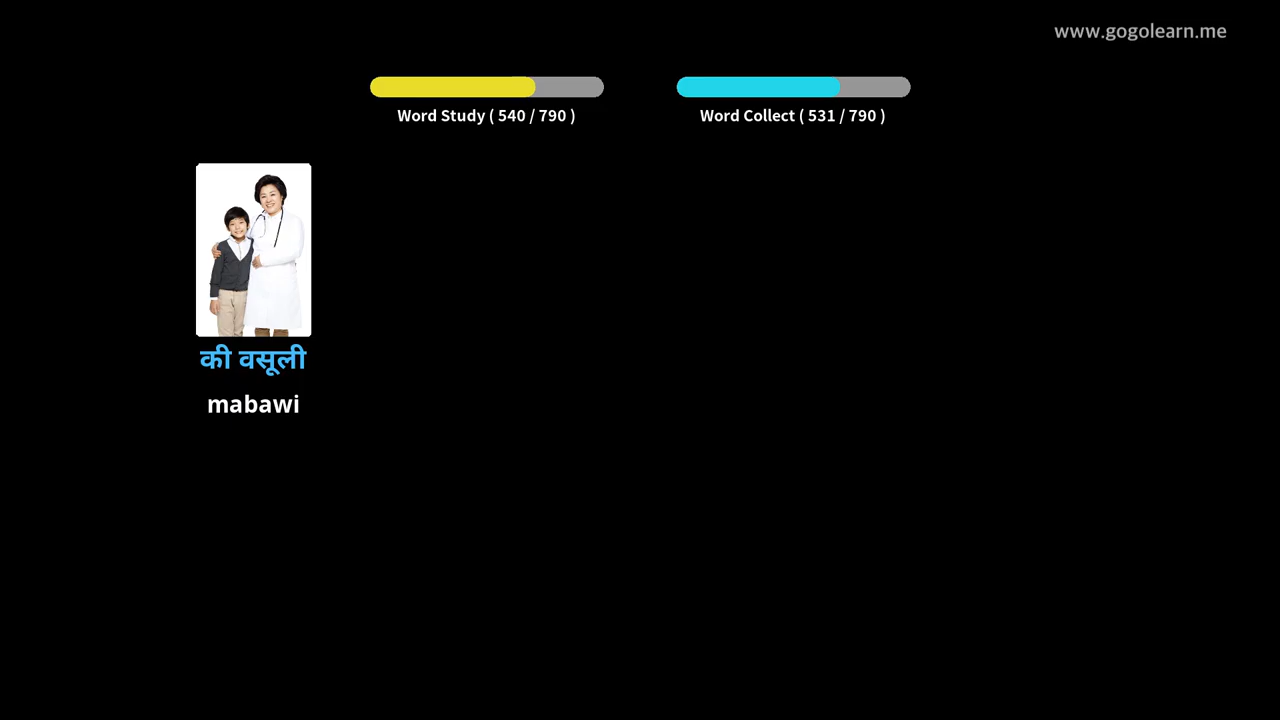 www.gogolearn.me
Word Study ( 540 / 790 )
Word Collect ( 531 / 790 )
की वसूली
mabawi